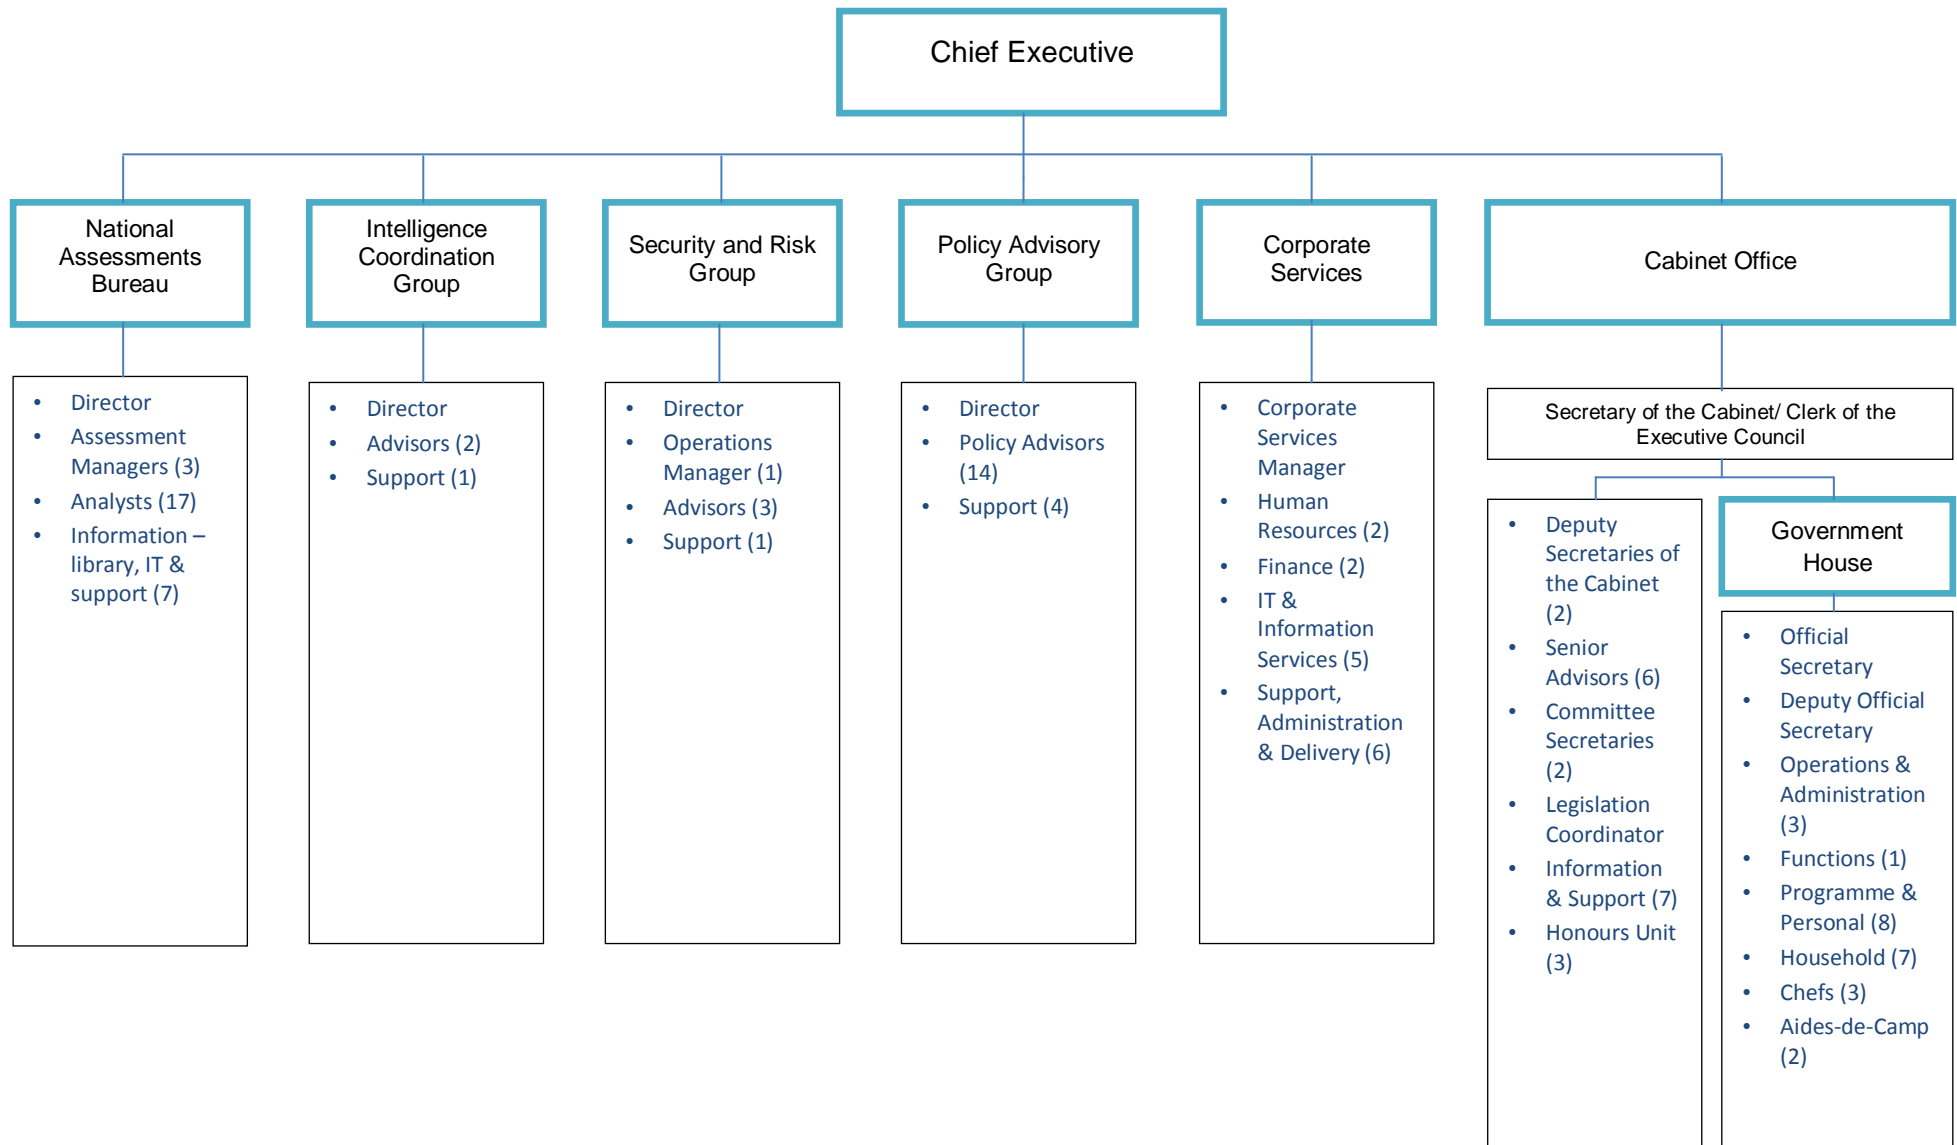 Chief Executive
National
Assessments
Bureau
Intelligence
Coordination
Group
Security and Risk
Group
Policy Advisory
Group
Corporate
Services
Cabinet Office
• Director
• Assessment
Managers (3)
• Analysts (17)
• Information –
library, IT &
support (7)
• Director
• Advisors (2)
• Support (1)
• Director
• Operations
Manager (1)
• Advisors (3)
• Support (1)
• Director
• Policy Advisors
(14)
• Support (4)
• Corporate
Services
Manager
• Human
Resources (2)
• Finance (2)
• IT &
Information
Services (5)
• Support,
Administration
& Delivery (6)
Secretary of the Cabinet/ Clerk of the
Executive Council
• Deputy
Secretaries of
the Cabinet
(2)
• Senior
Advisors (6)
• Committee
Secretaries
(2)
• Legislation
Coordinator
• Information
& Support (7)
• Honours Unit
(3)
Government
House
• Official
Secretary
• Deputy Official
Secretary
• Operations &
Administration
(3)
• Functions (1)
• Programme &
Personal (8)
• Household (7)
• Chefs (3)
• Aides-de-Camp
(2)